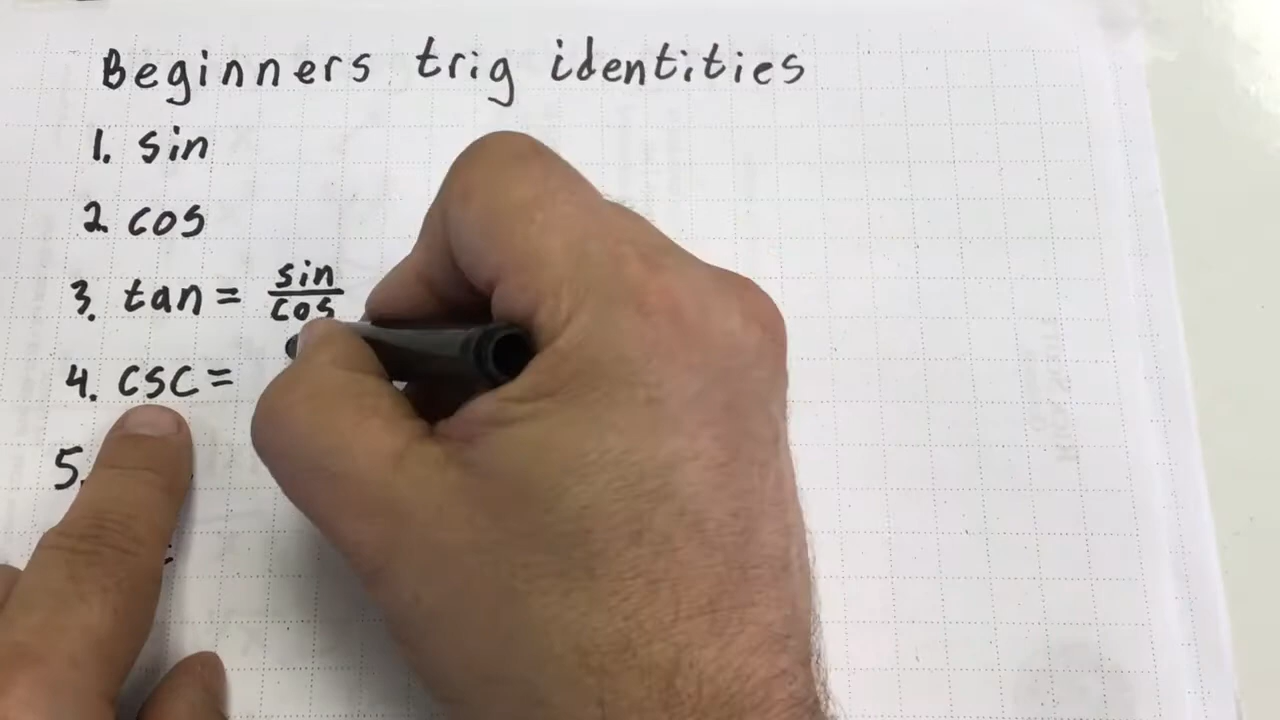 Beginners trig identities
1. sin
2. cos
3. tan = sin/cos
4. csc =
5.